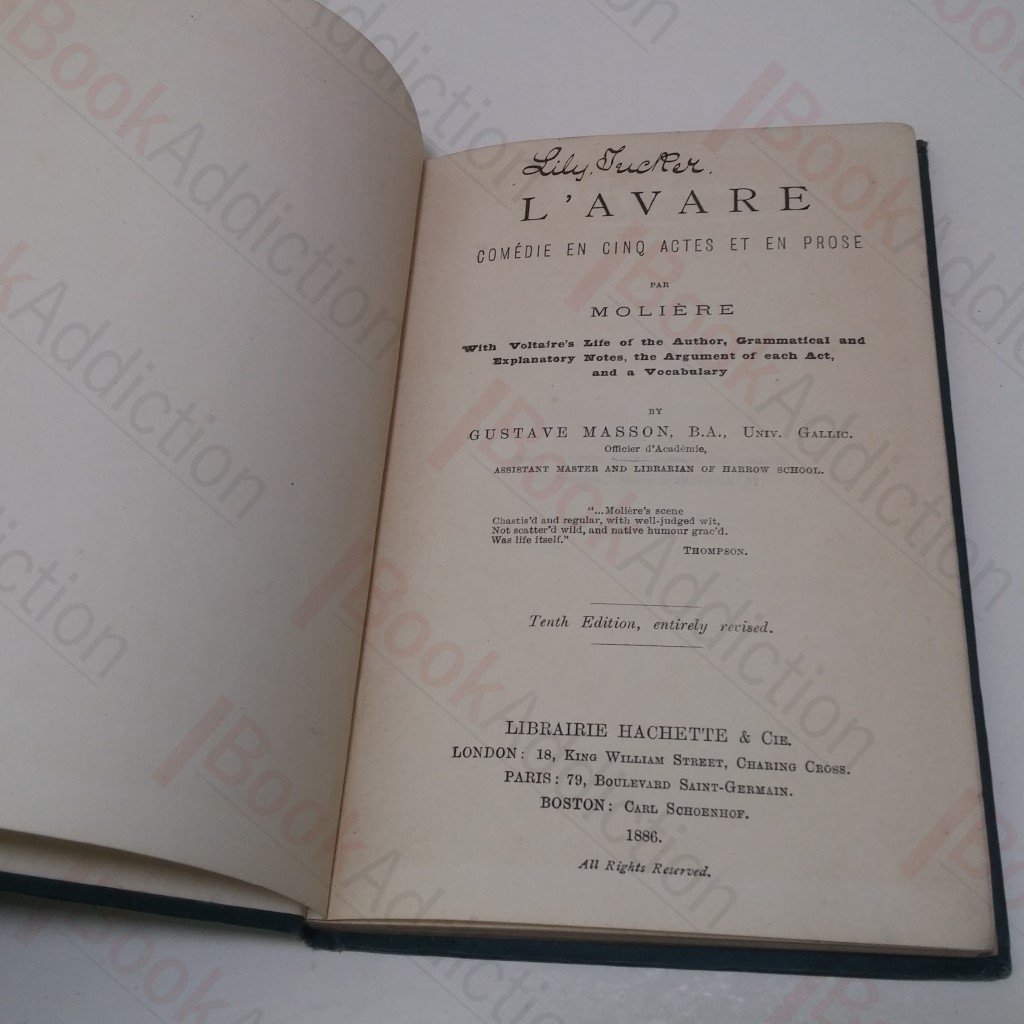 Lily Tucker.
L'AVARE
COMÉDIE EN CINQ ACTES ET EN PROSE
PAR
MOLIÈRE
With Voltaire's Life of the Author, Grammatical and
Explanatory Notes, the Argument of each Act,
and a Vocabulary
BY
GUSTAVE MASSON, B.A., UNIV. GALLIC.
Officier d'Académie,
ASSISTANT MASTER AND LIBRARIAN OF HARROW SCHOOL.
"...Molière's scene
Chastis'd and regular, with well-judged wit,
Not scatter'd wild, and native humour grac'd.
Was life itself."
THOMPSON.
Tenth Edition, entirely revised.
LIBRAIRIE HACHETTE & CIE.
LONDON: 18, KING WILLIAM STREET, CHARING CROSS.
PARIS: 79, BOULEVARD SAINT-GERMAIN.
BOSTON: CARL SCHOENHOF.
1886.
All Rights Reserved.
BookAddiction